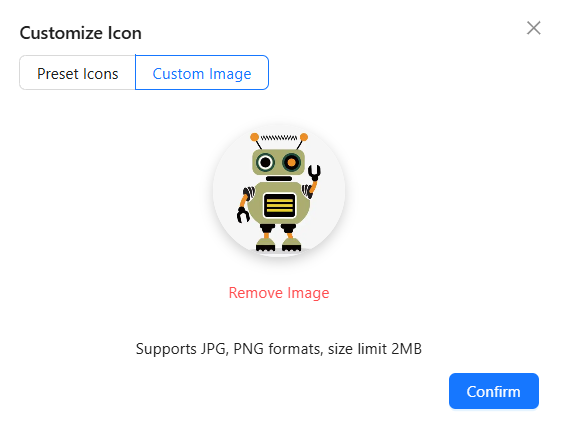 Customize Icon
Preset Icons
Custom Image
Remove Image
Supports JPG, PNG formats, size limit 2MB
Confirm